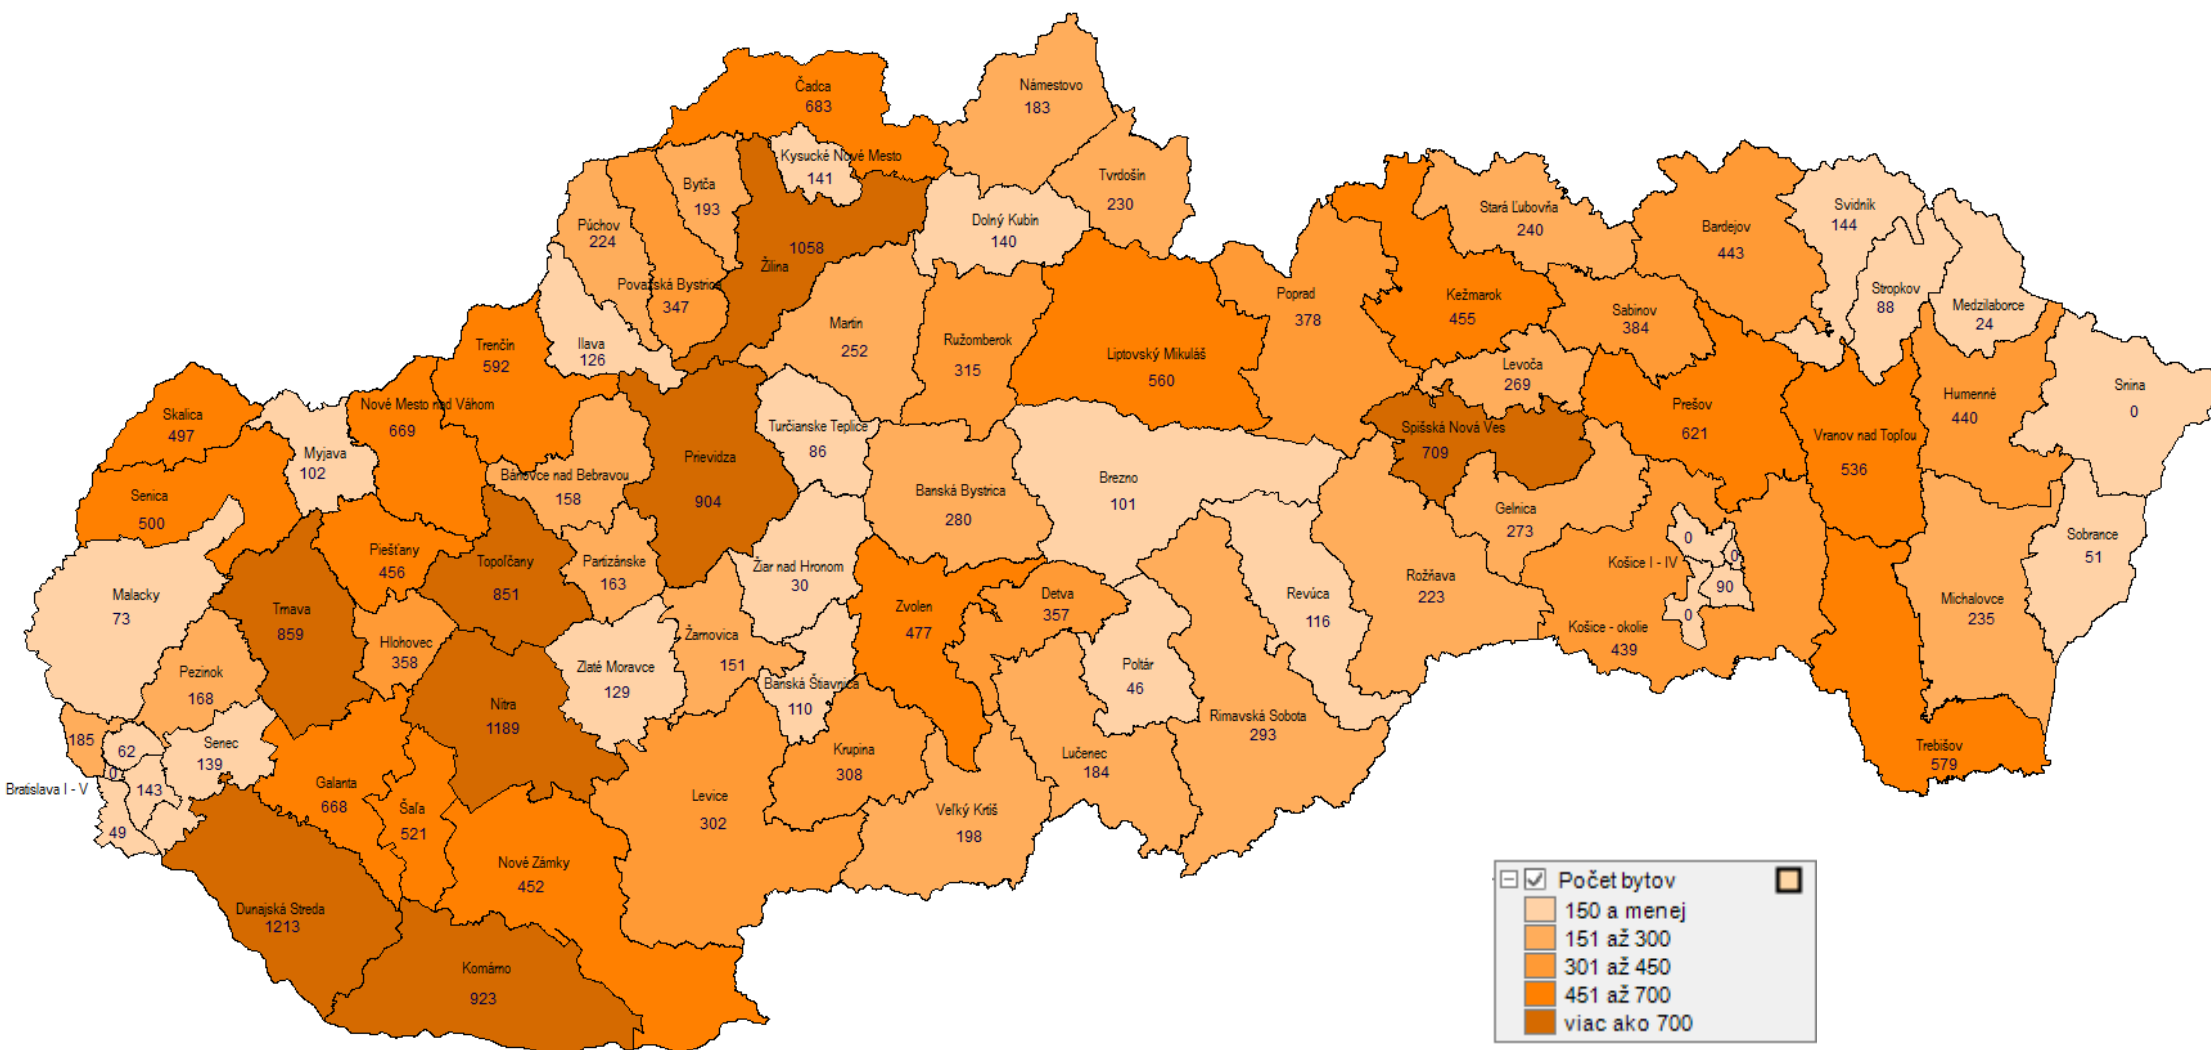 Čadca
683
Námestovo
183
Kysucké Nové Mesto
141
Bytča
193
Tvrdošín
230
Púchov
224
Dolný Kubín
140
1058
Žilina
Považská Bystrica
347
Stará Ľubovňa
240
Bardejov
443
Svidník
144
Stropkov
88
Medzilaborce
24
Poprad
378
Kežmarok
455
Sabinov
384
Martin
252
Ružomberok
315
Liptovský Mikuláš
560
Trenčín
592
Ilava
126
Levoča
269
Skalica
497
Nové Mesto nad Váhom
669
Myjava
102
Turčianske Teplice
86
Spišská Nová Ves
709
Prešov
621
Vranov nad Topľou
536
Humenné
440
Snina
0
Prievidza
904
Bánovce nad Bebravou
158
Senica
500
Banská Bystrica
280
Brezno
101
Gelnica
273
Piešťany
456
Topoľčany
851
Partizánske
163
Žiar nad Hronom
30
Košice I - IV
0
0
90
0
Sobrance
51
Malacky
73
Trnava
859
Hlohovec
358
Zvolen
477
Detva
357
Revúca
116
Rožňava
223
Košice - okolie
439
Michalovce
235
Pezinok
168
Zlaté Moravce
129
Žarnovica
151
Banská Štiavnica
110
Poltár
46
Nitra
1189
Rimavská Sobota
293
185
62
0
143
49
Bratislava I - V
Senec
139
Krupina
308
Lučenec
184
Trebišov
579
Galanta
668
Šaľa
521
Levice
302
Veľký Krtíš
198
Nové Zámky
452
Dunajská Streda
1213
Komárno
923
Počet bytov
150 a menej
151 až 300
301 až 450
451 až 700
viac ako 700